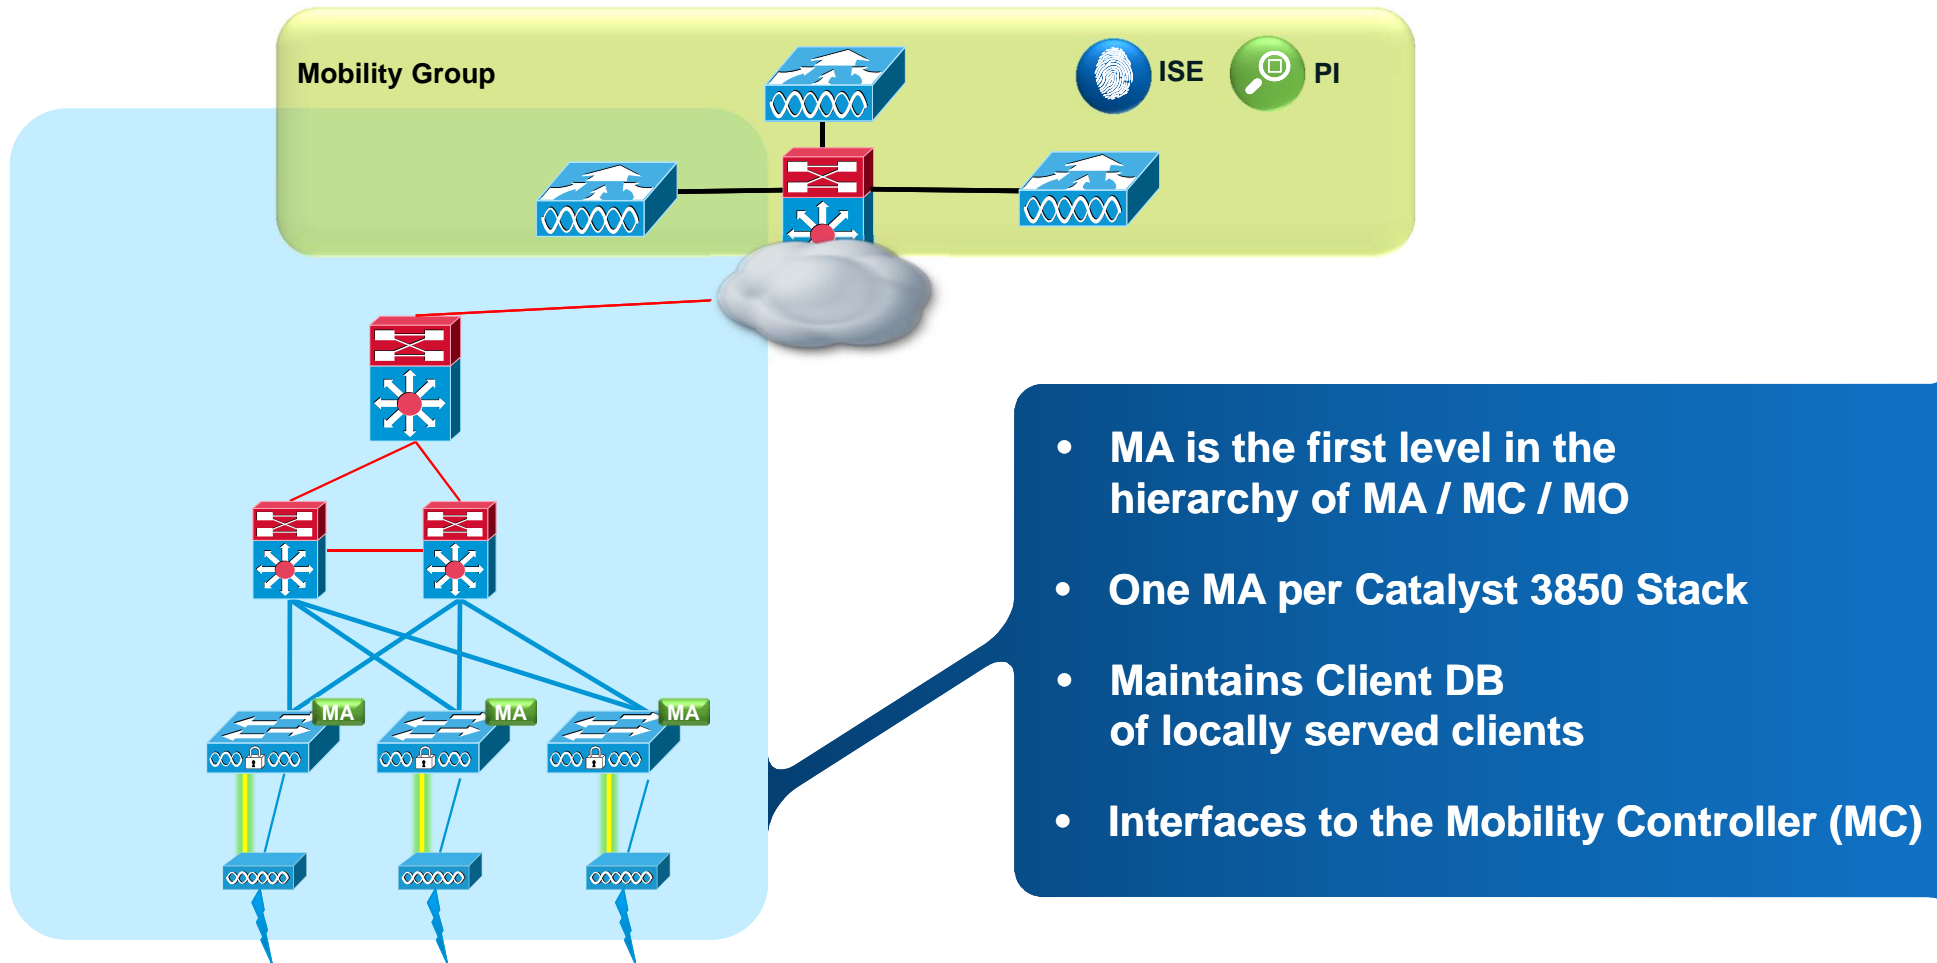 Mobility Group
ISE
PI
• MA is the first level in the
hierarchy of MA / MC / MO
• One MA per Catalyst 3850 Stack
• Maintains Client DB
of locally served clients
• Interfaces to the Mobility Controller (MC)
MA
MA
MA